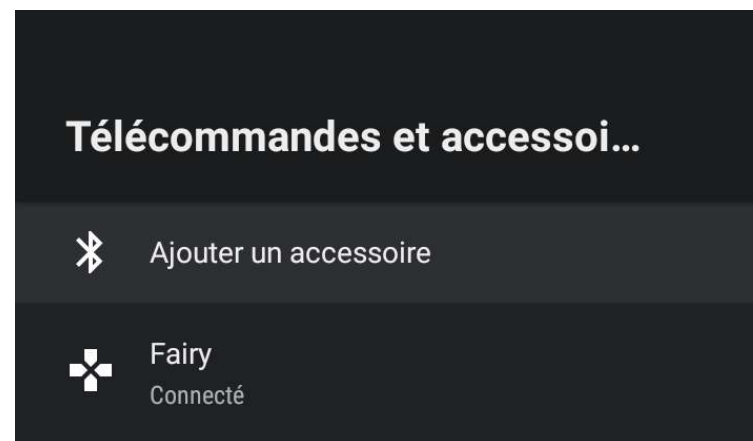 Télécommandes et accessoi...
Ajouter un accessoire
Fairy
Connecté